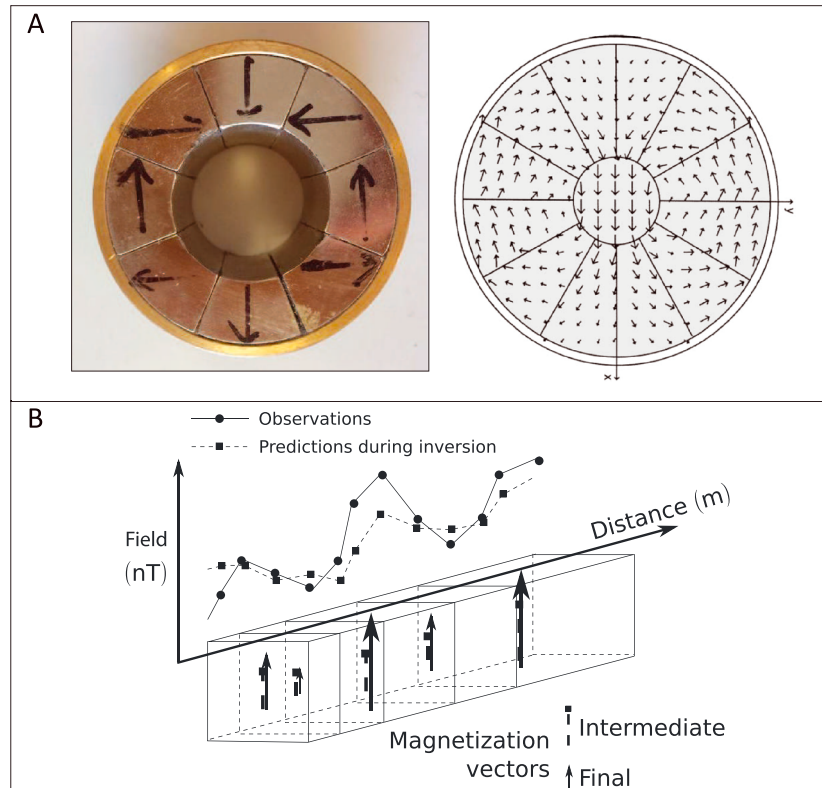 A
y
x
B
Observations
Predictions during inversion
Field
(nT)
Distance (m)
Magnetization
vectors
Intermediate
Final